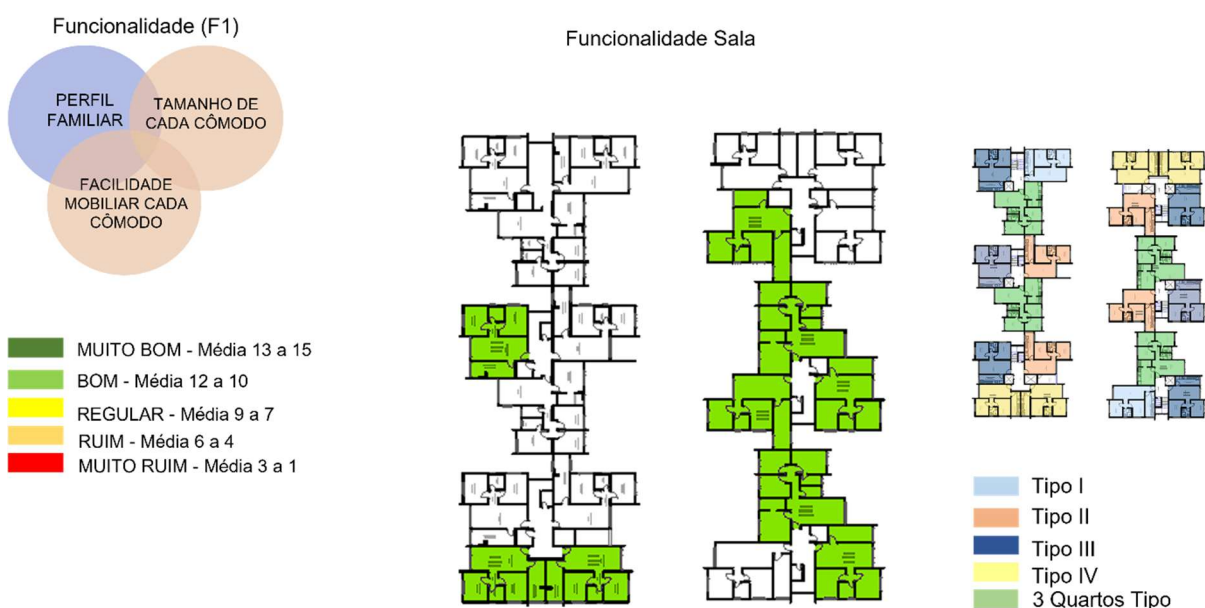 Funcionalidade (F1)
PERFIL
FAMILIAR
TAMANHO DE
CADA CÔMODO
FACILIDADE
MOBILIAR CADA
CÔMODO
MUITO BOM - Média 13 a 15
BOM - Média 12 a 10
REGULAR - Média 9 a 7
RUIM - Média 6 a 4
MUITO RUIM - Média 3 a 1
Funcionalidade Sala
Tipo I
Tipo II
Tipo III
Tipo IV
3 Quartos Tipo